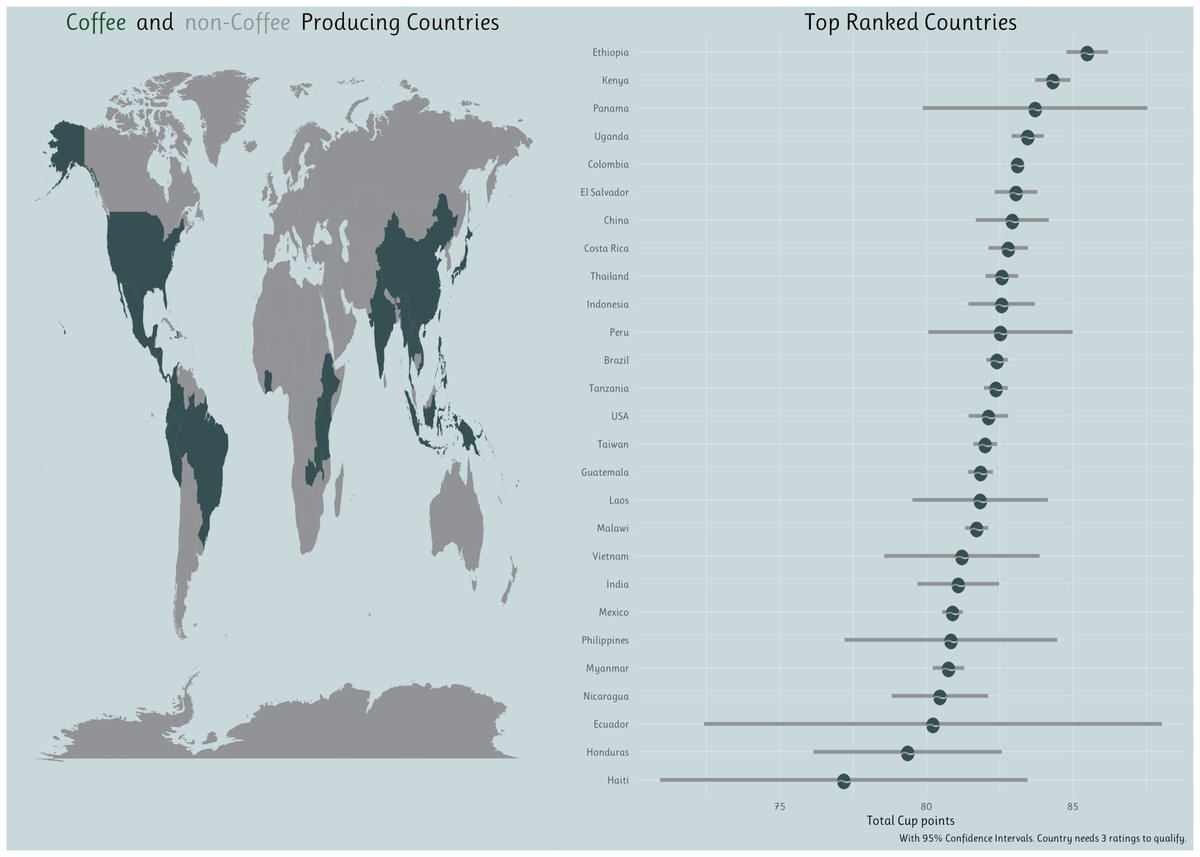 Coffee and non-Coffee Producing Countries
Top Ranked Countries
Ethiopia
Kenya
Panama
Uganda
Colombia
El Salvador
China
Costa Rica
Thailand
Indonesia
Peru
Brazil
Tanzania
USA
Taiwan
Guatemala
Laos
Malawi
Vietnam
India
Mexico
Philippines
Myanmar
Nicaragua
Ecuador
Honduras
Haiti
75 80 85
Total Cup points
With 95% Confidence Intervals. Country needs 3 ratings to qualify.